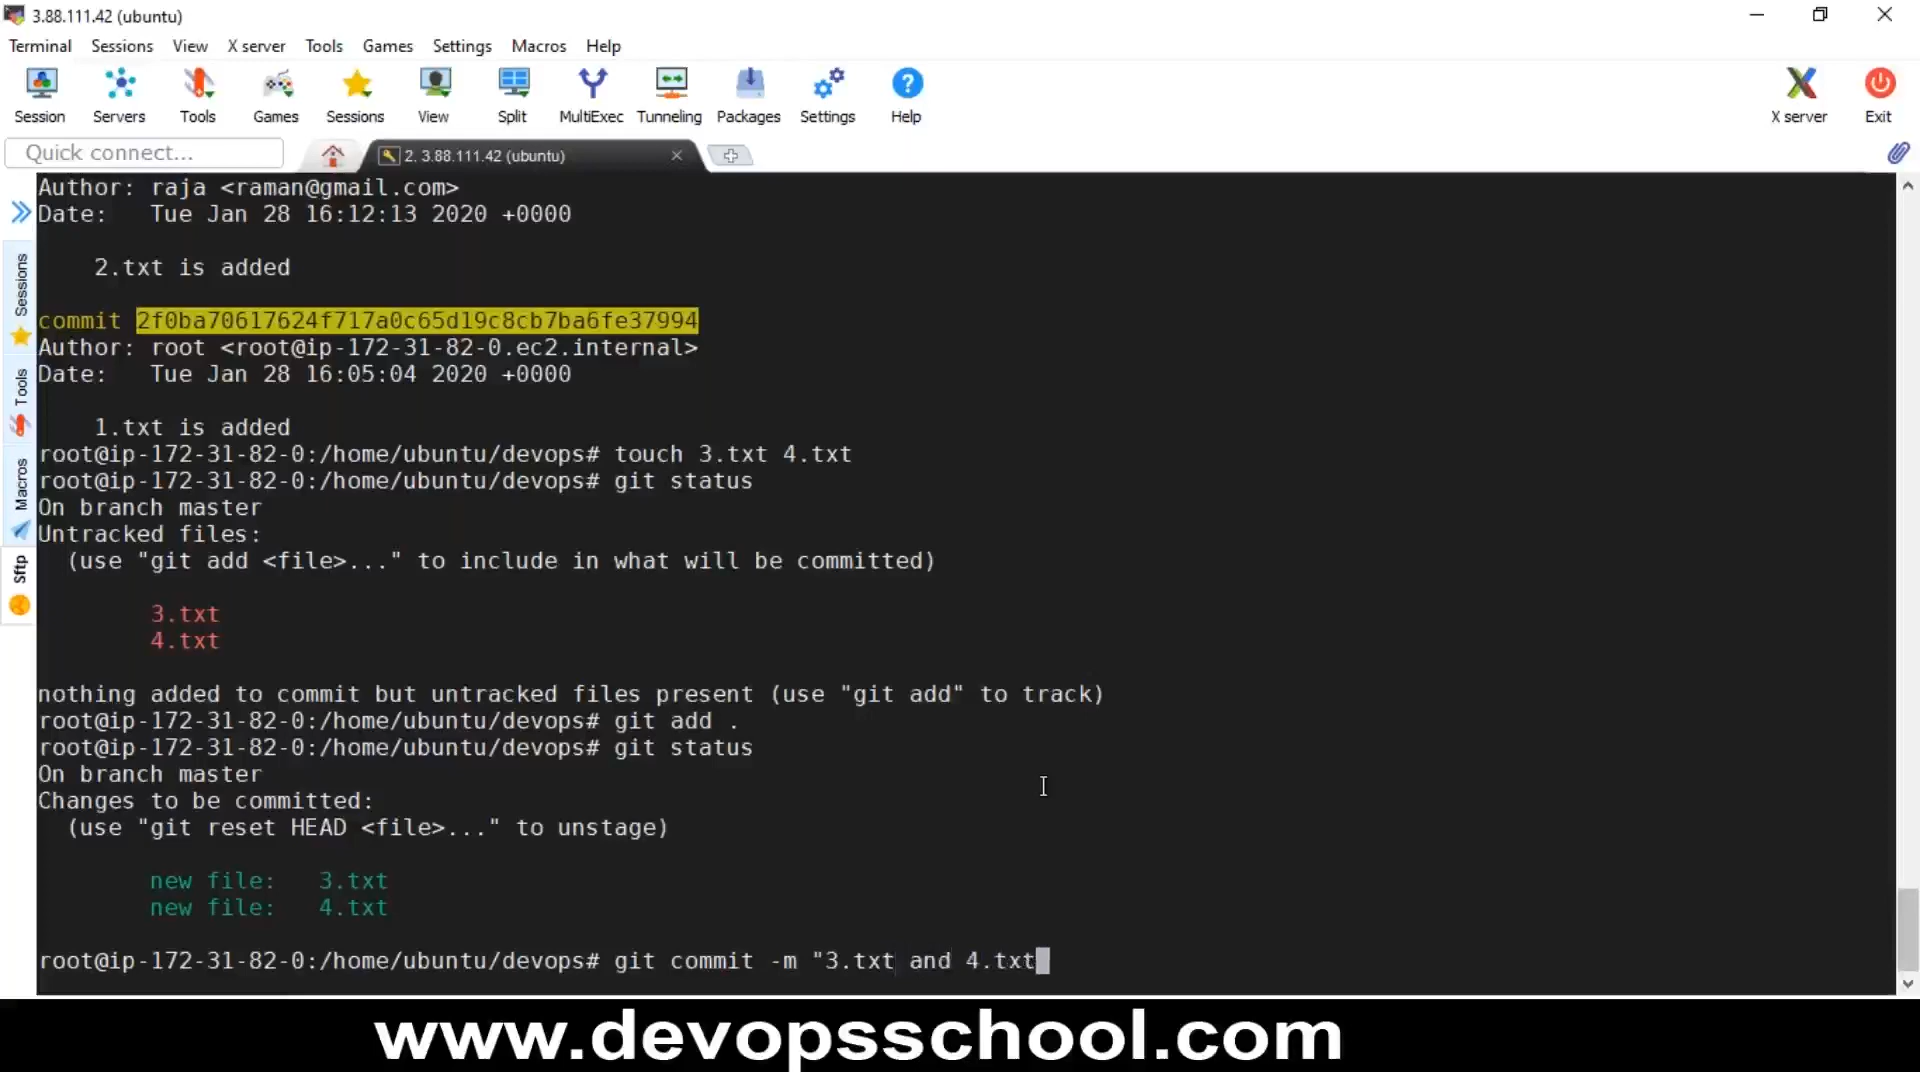 3.88.111.42 (ubuntu)
Terminal Sessions View X server Tools Games Settings Macros Help
Session Servers Tools Games Sessions View Split MultiExec Tunneling Packages Settings Help X server Exit
Quick connect... 2. 3.88.111.42 (ubuntu)
Sessions
Tools
Macros
Sftp
Author: raja <raman@gmail.com>
Date:   Tue Jan 28 16:12:13 2020 +0000
    2.txt is added
commit 2f0ba70617624f717a0c65d19c8cb7ba6fe37994
Author: root <root@ip-172-31-82-0.ec2.internal>
Date:   Tue Jan 28 16:05:04 2020 +0000
    1.txt is added
root@ip-172-31-82-0:/home/ubuntu/devops# touch 3.txt 4.txt
root@ip-172-31-82-0:/home/ubuntu/devops# git status
On branch master
Untracked files:
  (use "git add <file>..." to include in what will be committed)
        3.txt
        4.txt
nothing added to commit but untracked files present (use "git add" to track)
root@ip-172-31-82-0:/home/ubuntu/devops# git add .
root@ip-172-31-82-0:/home/ubuntu/devops# git status
On branch master
Changes to be committed:
  (use "git reset HEAD <file>..." to unstage)
        new file:   3.txt
        new file:   4.txt
root@ip-172-31-82-0:/home/ubuntu/devops# git commit -m "3.txt and 4.txt
www.devopsschool.com